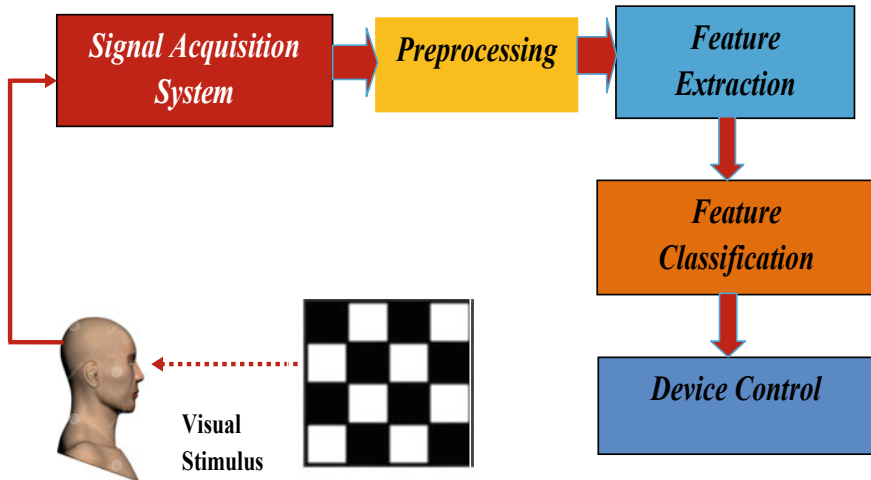 Signal Acquisition
System
Preprocessing
Feature
Extraction
Feature
Classification
Device Control
Visual
Stimulus